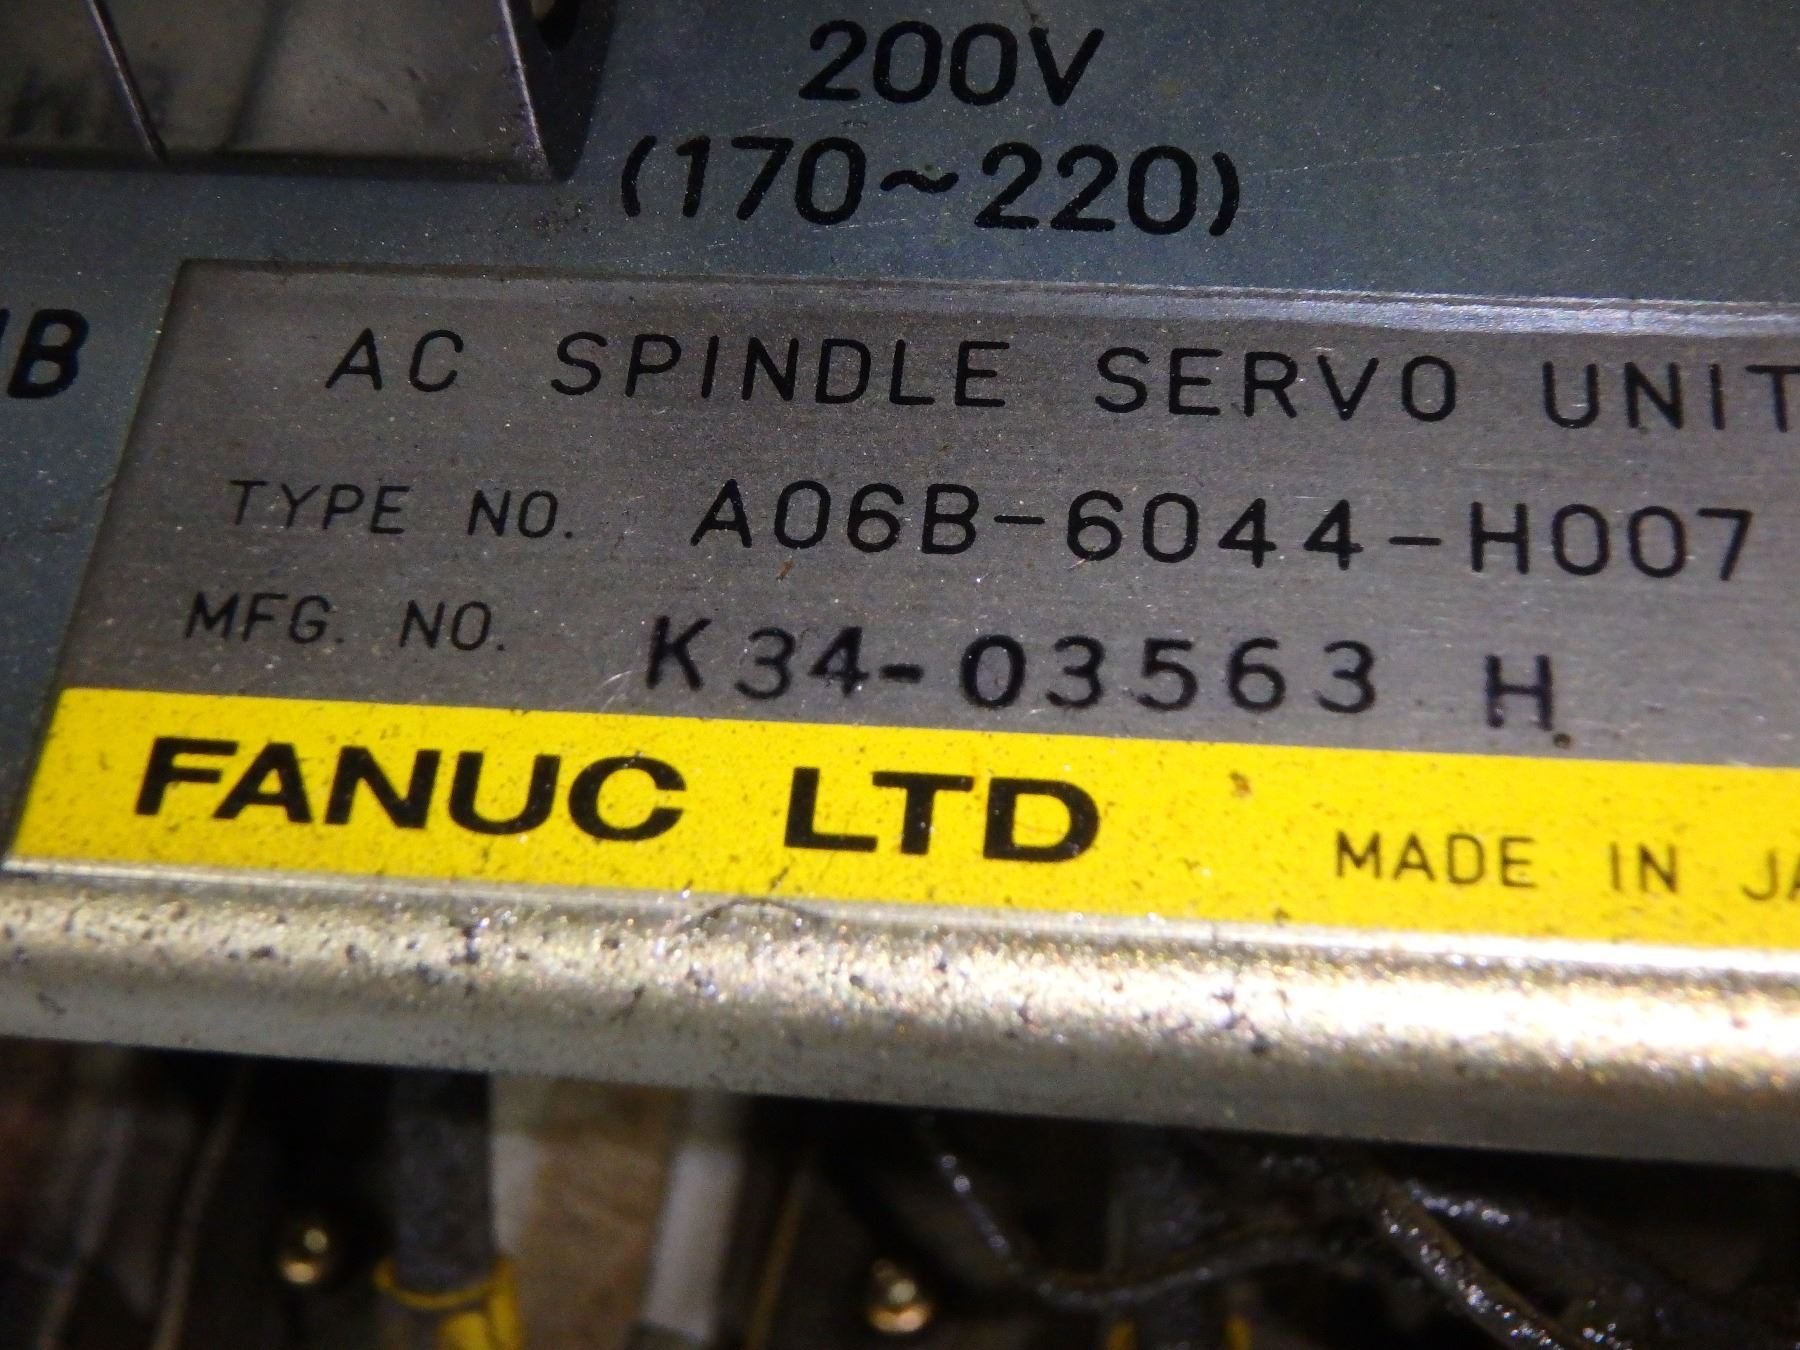 200V
(170~220)
AC SPINDLE SERVO UNIT
TYPE NO. A06B-6044-H007
MFG. NO. K34-03563 H
FANUC LTD MADE IN